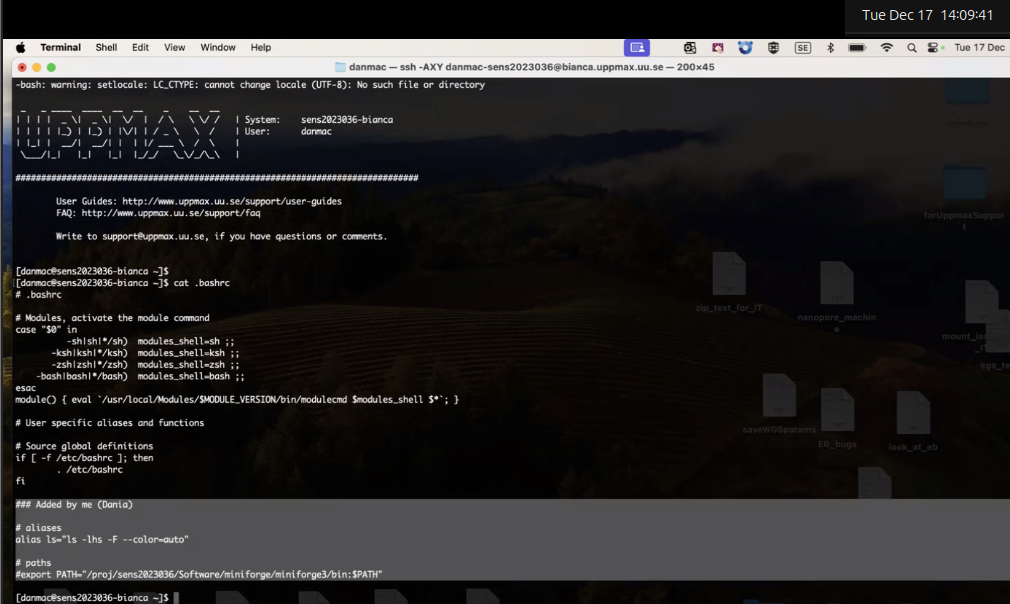 Tue Dec 17 14:09:41
Terminal Shell Edit View Window Help
SE
Tue 17 Dec
danmac — ssh -AXY danmac-sens2023036@bianca.uppmax.uu.se — 200×45
-bash: warning: setlocale: LC_CTYPE: cannot change locale (UTF-8): No such file or directory
UPPMAX
| System: sens2023036-bianca
| User: danmac
###############################################################################
User Guides: http://www.uppmax.uu.se/support/user-guides
FAQ: http://www.uppmax.uu.se/support/faq
Write to support@uppmax.uu.se, if you have questions or comments.
[danmac@sens2023036-bianca ~]$
[danmac@sens2023036-bianca ~]$ cat .bashrc
# .bashrc
# Modules, activate the module command
case "$0" in
-sh|sh|*/sh) modules_shell=sh ;;
-ksh|ksh|*/ksh) modules_shell=ksh ;;
-zsh|zsh|*/zsh) modules_shell=zsh ;;
-bash|bash|*/bash) modules_shell=bash ;;
esac
module() { eval `/usr/local/Modules/$MODULE_VERSION/bin/modulecmd $modules_shell $*`; }
# User specific aliases and functions
# Source global definitions
if [ -f /etc/bashrc ]; then
. /etc/bashrc
fi
### Added by me (Dania)
# aliases
alias ls="ls -lhs -F --color=auto"
# paths
#export PATH="/proj/sens2023036/Software/miniforge/miniforge3/bin:$PATH"
[danmac@sens2023036-bianca ~]$
forUppmaxSuppor
t
zip_test_for_IT
nanopore_machin
e
mount_iss
_IT
egs_te
saveWGSparams
EB_bugs
look_at_eb